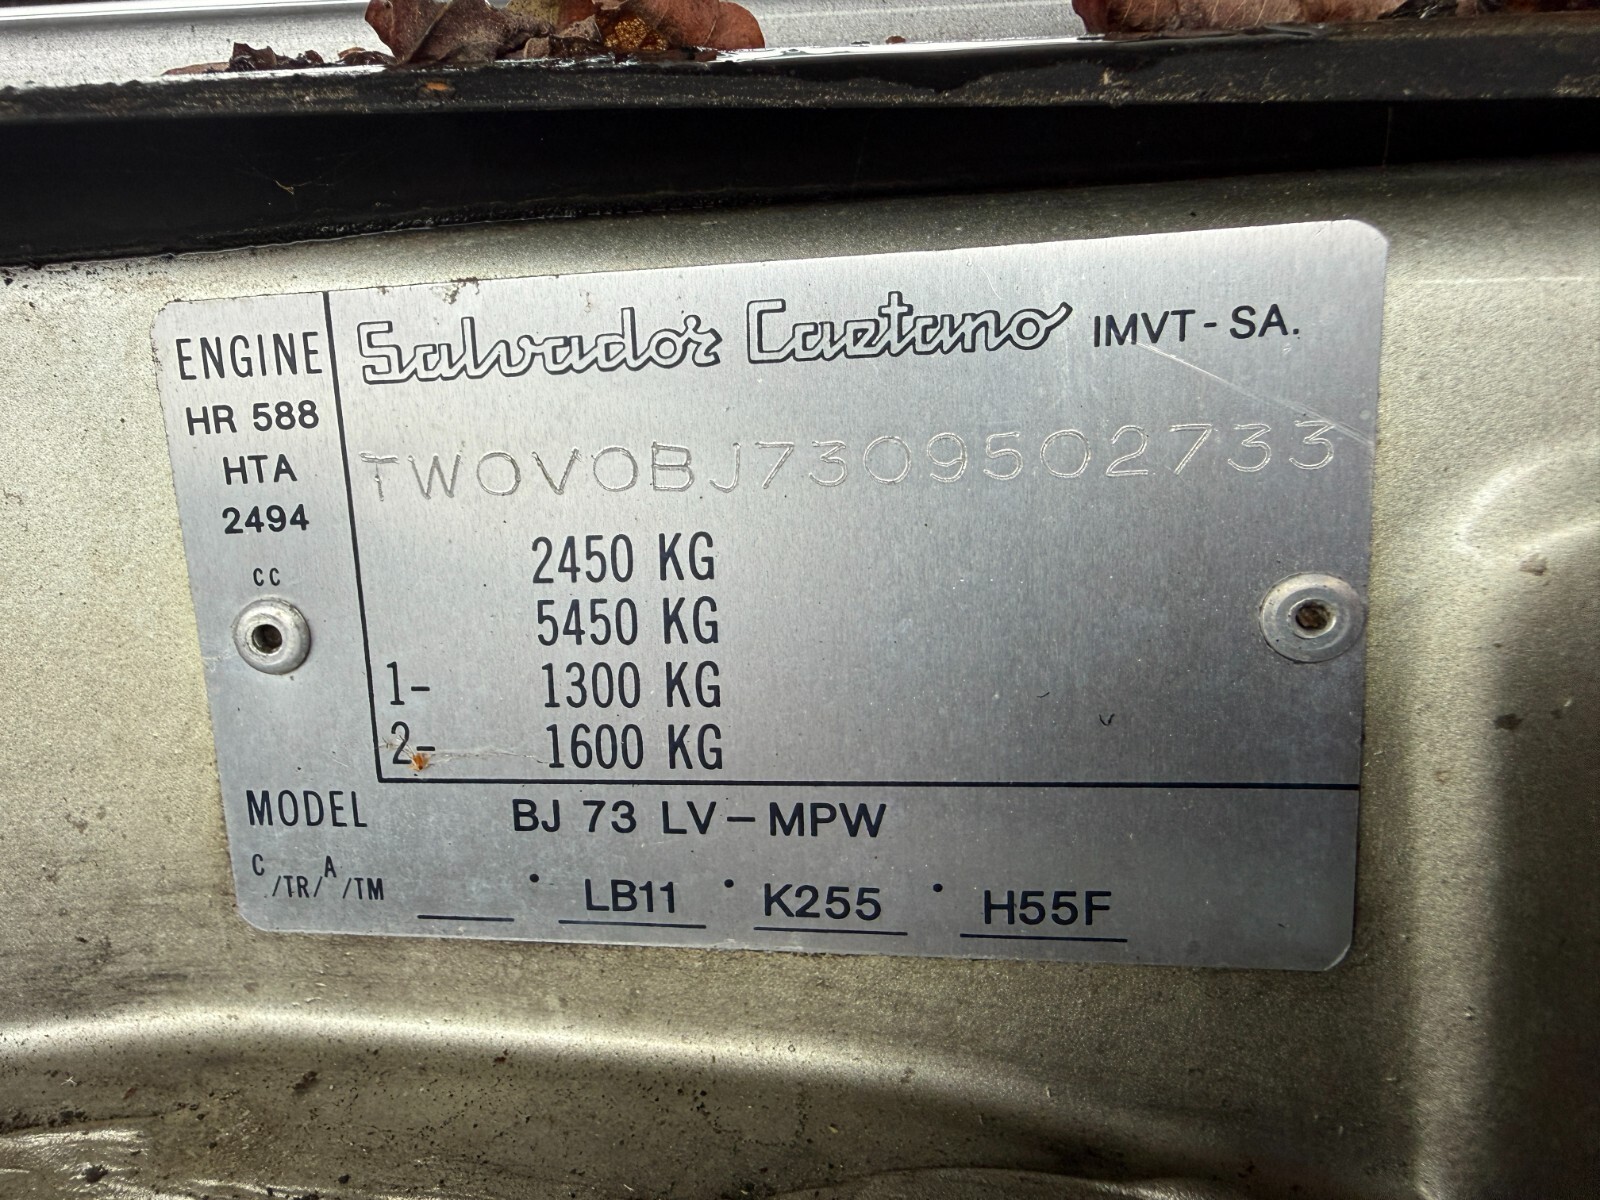 Salvador Caetano IMVT - SA.
ENGINE
HR 588
HTA
2494
cc
TW0V0BJ7309502733
2450 KG
5450 KG
1- 1300 KG
2- 1600 KG
MODEL BJ 73 LV-MPW
C/TR/A/TM LB11 K255 H55F